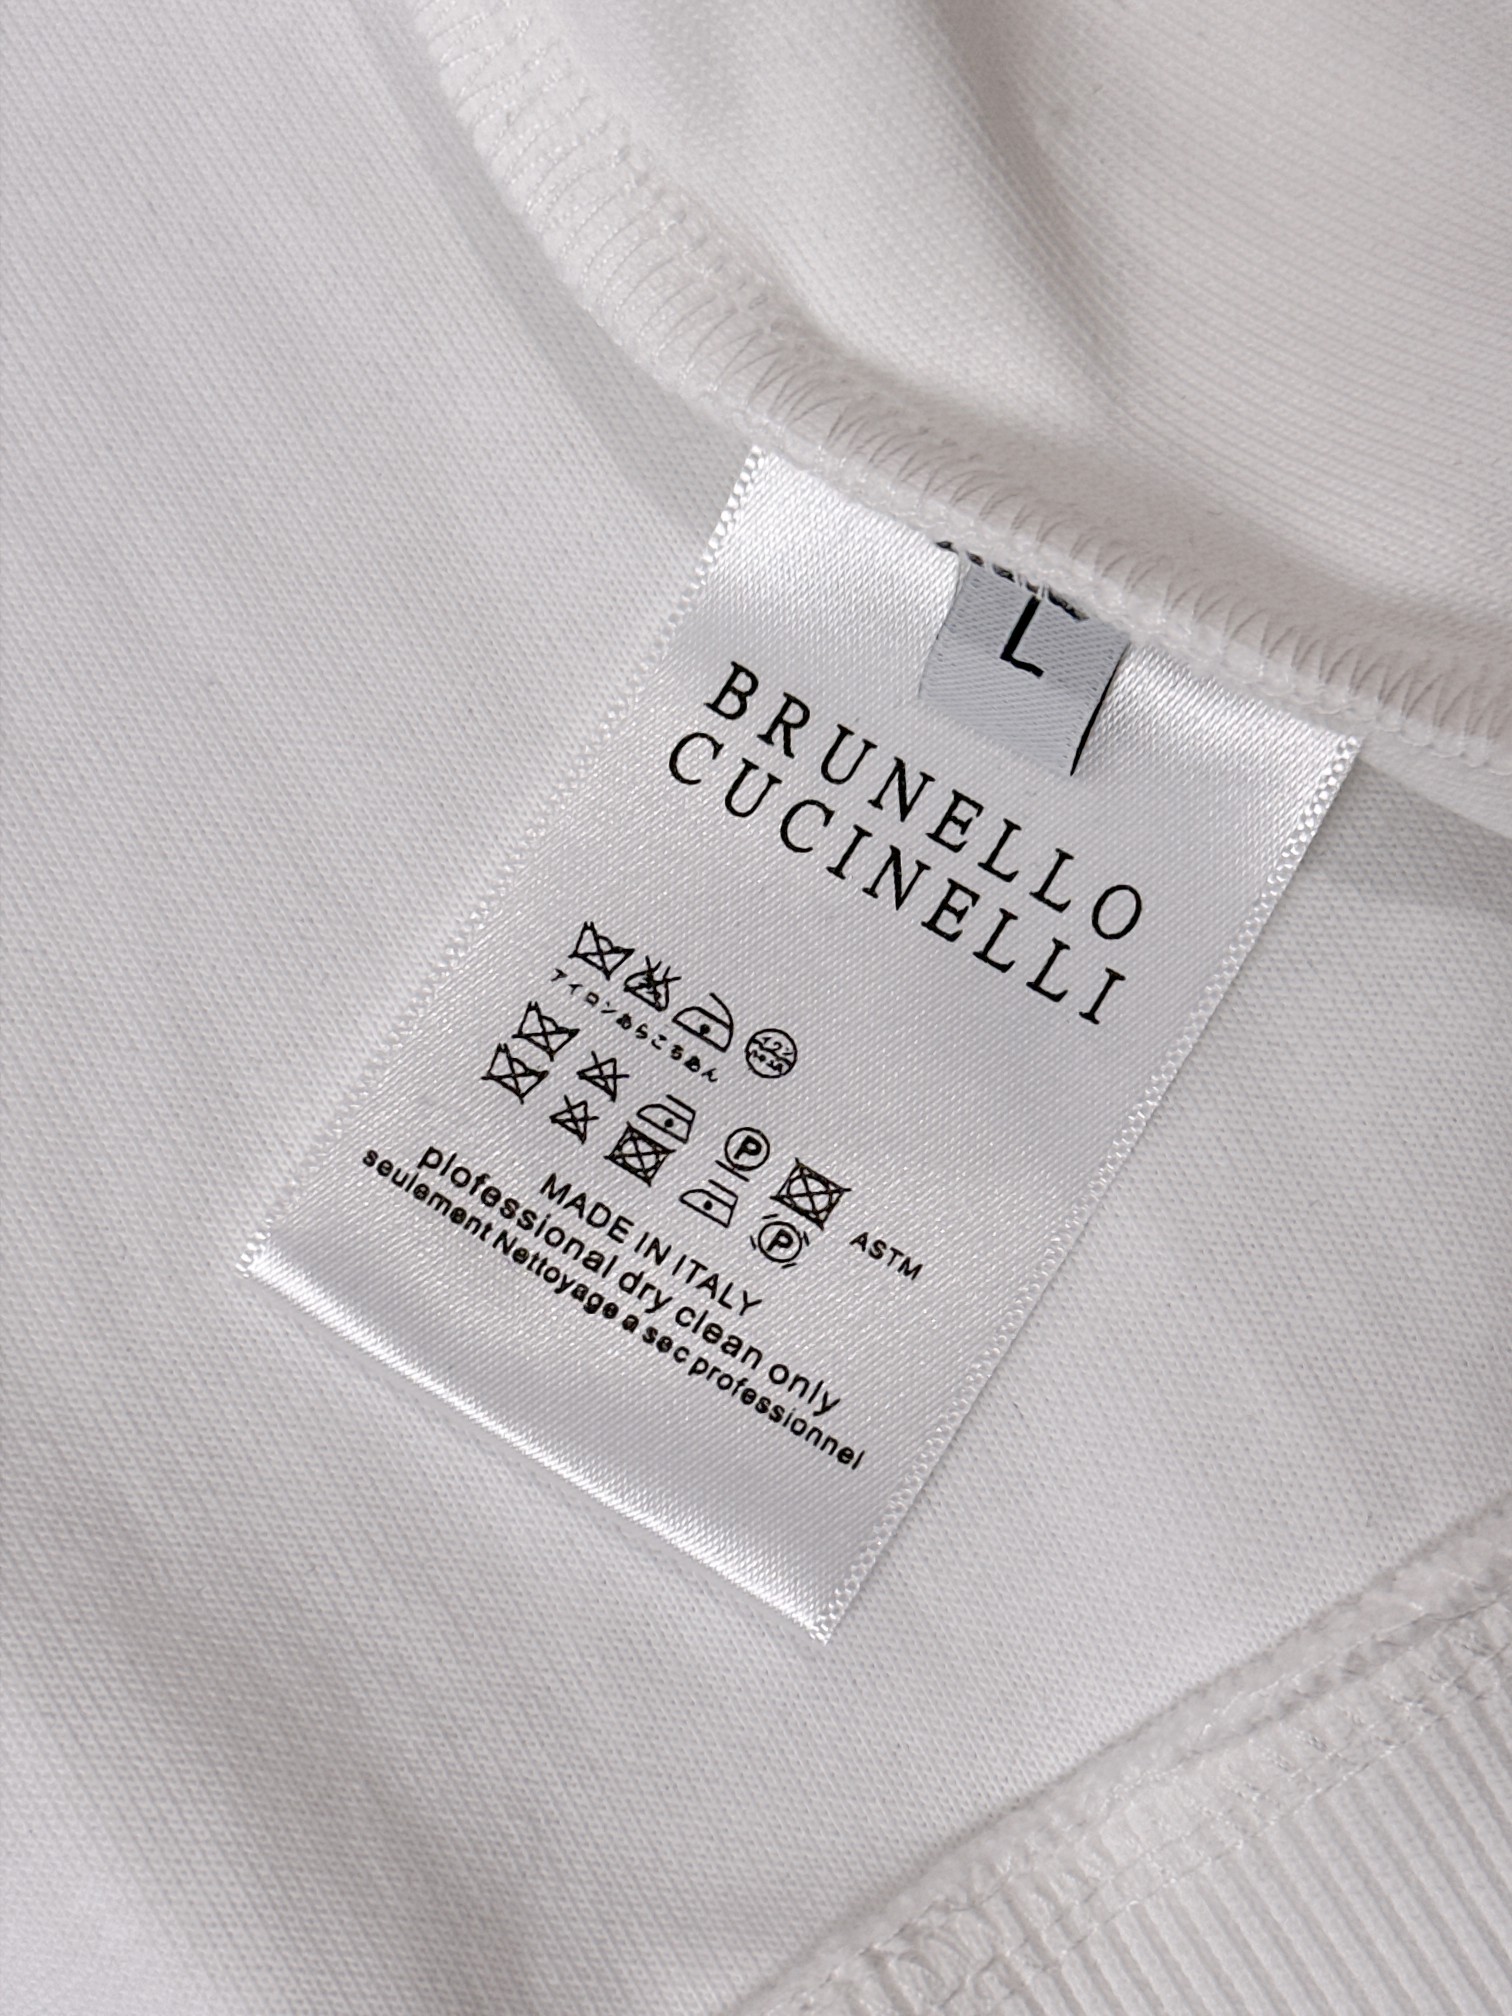 L
BRUNELLO
CUCINELLI
アイロンあらころあん
P
P
ASTM
MADE IN ITALY
plofessional dry clean only
seulement Nettoyage a sec professionnel